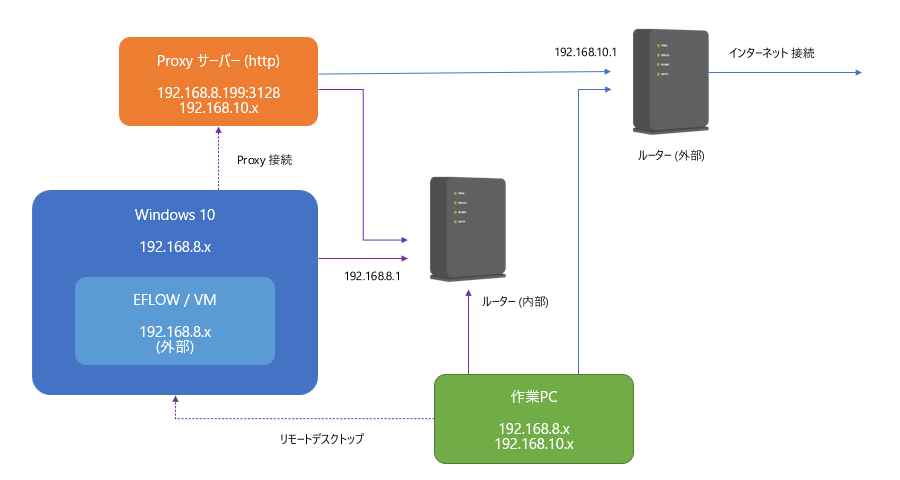 Proxy サーバー (http)
192.168.8.199:3128
192.168.10.x
192.168.10.1
インターネット 接続
ルーター (外部)
Proxy 接続
Windows 10
192.168.8.x
EFLOW / VM
192.168.8.x
(外部)
192.168.8.1
ルーター (内部)
作業PC
192.168.8.x
192.168.10.x
リモートデスクトップ